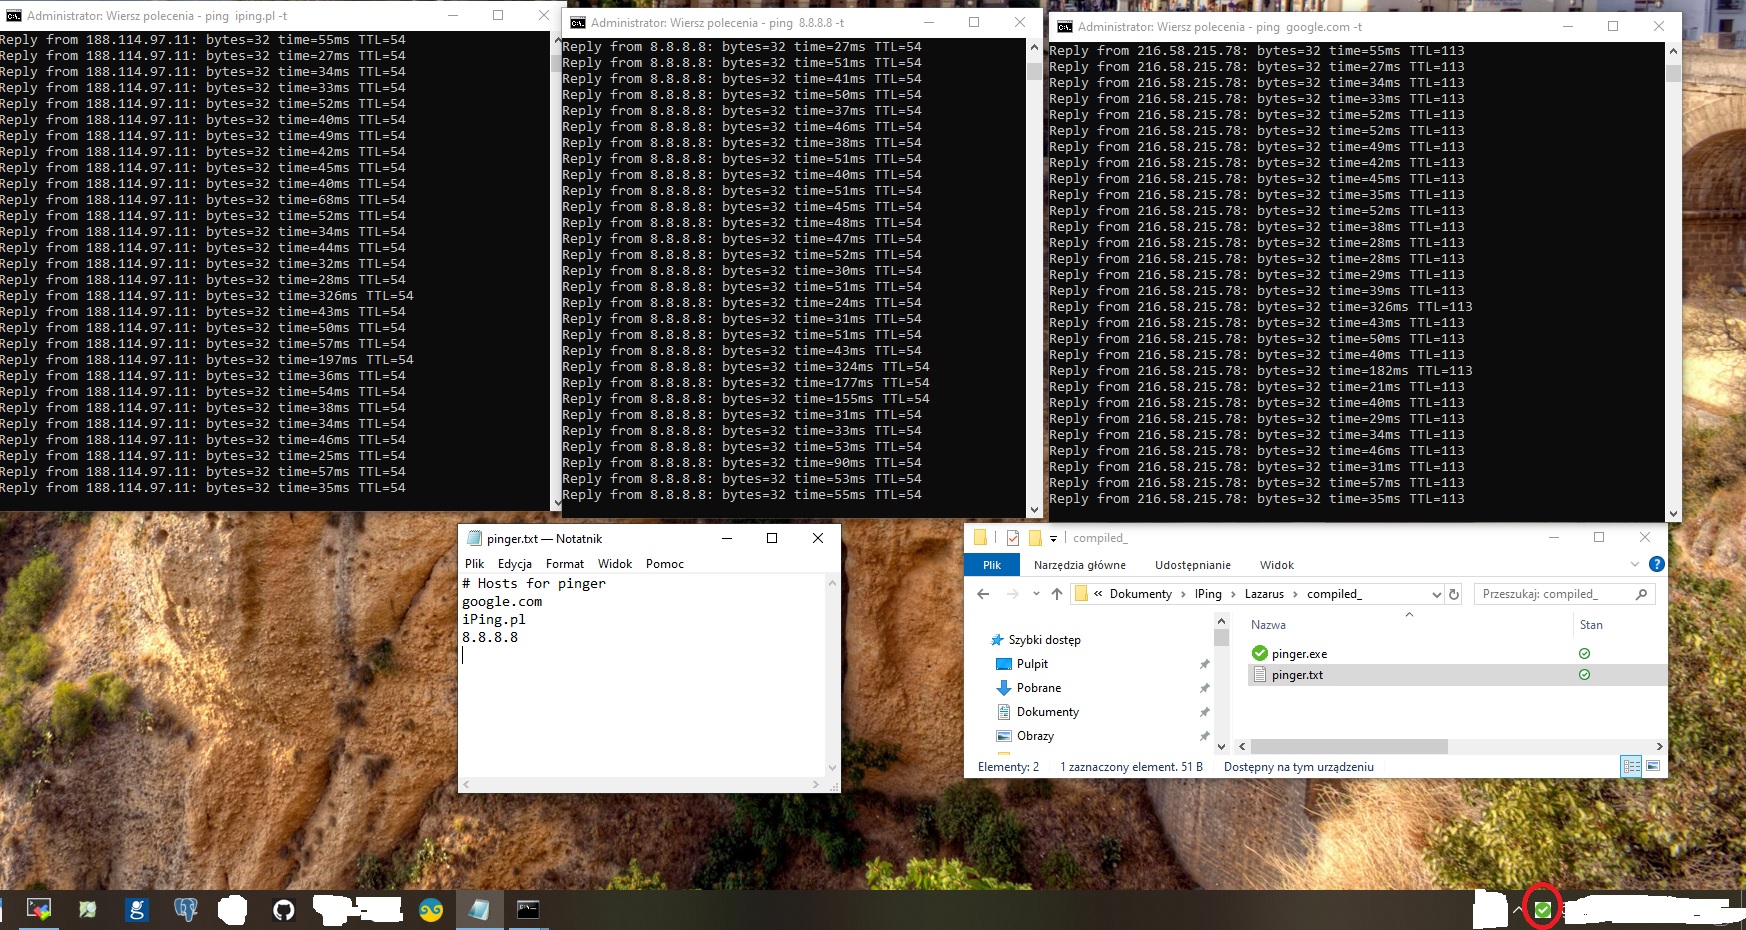 Administrator: Wiersz polecenia - ping  iping.pl -t
Reply from 188.114.97.11: bytes=32 time=55ms TTL=54
Reply from 188.114.97.11: bytes=32 time=27ms TTL=54
Reply from 188.114.97.11: bytes=32 time=34ms TTL=54
Reply from 188.114.97.11: bytes=32 time=33ms TTL=54
Reply from 188.114.97.11: bytes=32 time=52ms TTL=54
Reply from 188.114.97.11: bytes=32 time=40ms TTL=54
Reply from 188.114.97.11: bytes=32 time=49ms TTL=54
Reply from 188.114.97.11: bytes=32 time=42ms TTL=54
Reply from 188.114.97.11: bytes=32 time=45ms TTL=54
Reply from 188.114.97.11: bytes=32 time=40ms TTL=54
Reply from 188.114.97.11: bytes=32 time=68ms TTL=54
Reply from 188.114.97.11: bytes=32 time=52ms TTL=54
Reply from 188.114.97.11: bytes=32 time=34ms TTL=54
Reply from 188.114.97.11: bytes=32 time=44ms TTL=54
Reply from 188.114.97.11: bytes=32 time=32ms TTL=54
Reply from 188.114.97.11: bytes=32 time=28ms TTL=54
Reply from 188.114.97.11: bytes=32 time=326ms TTL=54
Reply from 188.114.97.11: bytes=32 time=43ms TTL=54
Reply from 188.114.97.11: bytes=32 time=50ms TTL=54
Reply from 188.114.97.11: bytes=32 time=57ms TTL=54
Reply from 188.114.97.11: bytes=32 time=197ms TTL=54
Reply from 188.114.97.11: bytes=32 time=36ms TTL=54
Reply from 188.114.97.11: bytes=32 time=54ms TTL=54
Reply from 188.114.97.11: bytes=32 time=38ms TTL=54
Reply from 188.114.97.11: bytes=32 time=34ms TTL=54
Reply from 188.114.97.11: bytes=32 time=46ms TTL=54
Reply from 188.114.97.11: bytes=32 time=25ms TTL=54
Reply from 188.114.97.11: bytes=32 time=57ms TTL=54
Reply from 188.114.97.11: bytes=32 time=35ms TTL=54
Administrator: Wiersz polecenia - ping  8.8.8.8 -t
Reply from 8.8.8.8: bytes=32 time=27ms TTL=54
Reply from 8.8.8.8: bytes=32 time=51ms TTL=54
Reply from 8.8.8.8: bytes=32 time=41ms TTL=54
Reply from 8.8.8.8: bytes=32 time=50ms TTL=54
Reply from 8.8.8.8: bytes=32 time=37ms TTL=54
Reply from 8.8.8.8: bytes=32 time=46ms TTL=54
Reply from 8.8.8.8: bytes=32 time=38ms TTL=54
Reply from 8.8.8.8: bytes=32 time=51ms TTL=54
Reply from 8.8.8.8: bytes=32 time=40ms TTL=54
Reply from 8.8.8.8: bytes=32 time=51ms TTL=54
Reply from 8.8.8.8: bytes=32 time=45ms TTL=54
Reply from 8.8.8.8: bytes=32 time=48ms TTL=54
Reply from 8.8.8.8: bytes=32 time=47ms TTL=54
Reply from 8.8.8.8: bytes=32 time=52ms TTL=54
Reply from 8.8.8.8: bytes=32 time=30ms TTL=54
Reply from 8.8.8.8: bytes=32 time=51ms TTL=54
Reply from 8.8.8.8: bytes=32 time=24ms TTL=54
Reply from 8.8.8.8: bytes=32 time=31ms TTL=54
Reply from 8.8.8.8: bytes=32 time=51ms TTL=54
Reply from 8.8.8.8: bytes=32 time=43ms TTL=54
Reply from 8.8.8.8: bytes=32 time=324ms TTL=54
Reply from 8.8.8.8: bytes=32 time=177ms TTL=54
Reply from 8.8.8.8: bytes=32 time=155ms TTL=54
Reply from 8.8.8.8: bytes=32 time=31ms TTL=54
Reply from 8.8.8.8: bytes=32 time=33ms TTL=54
Reply from 8.8.8.8: bytes=32 time=53ms TTL=54
Reply from 8.8.8.8: bytes=32 time=90ms TTL=54
Reply from 8.8.8.8: bytes=32 time=53ms TTL=54
Reply from 8.8.8.8: bytes=32 time=55ms TTL=54
Administrator: Wiersz polecenia - ping  google.com -t
Reply from 216.58.215.78: bytes=32 time=55ms TTL=113
Reply from 216.58.215.78: bytes=32 time=27ms TTL=113
Reply from 216.58.215.78: bytes=32 time=34ms TTL=113
Reply from 216.58.215.78: bytes=32 time=33ms TTL=113
Reply from 216.58.215.78: bytes=32 time=52ms TTL=113
Reply from 216.58.215.78: bytes=32 time=52ms TTL=113
Reply from 216.58.215.78: bytes=32 time=49ms TTL=113
Reply from 216.58.215.78: bytes=32 time=42ms TTL=113
Reply from 216.58.215.78: bytes=32 time=45ms TTL=113
Reply from 216.58.215.78: bytes=32 time=35ms TTL=113
Reply from 216.58.215.78: bytes=32 time=52ms TTL=113
Reply from 216.58.215.78: bytes=32 time=38ms TTL=113
Reply from 216.58.215.78: bytes=32 time=28ms TTL=113
Reply from 216.58.215.78: bytes=32 time=28ms TTL=113
Reply from 216.58.215.78: bytes=32 time=29ms TTL=113
Reply from 216.58.215.78: bytes=32 time=39ms TTL=113
Reply from 216.58.215.78: bytes=32 time=326ms TTL=113
Reply from 216.58.215.78: bytes=32 time=43ms TTL=113
Reply from 216.58.215.78: bytes=32 time=50ms TTL=113
Reply from 216.58.215.78: bytes=32 time=40ms TTL=113
Reply from 216.58.215.78: bytes=32 time=182ms TTL=113
Reply from 216.58.215.78: bytes=32 time=21ms TTL=113
Reply from 216.58.215.78: bytes=32 time=40ms TTL=113
Reply from 216.58.215.78: bytes=32 time=29ms TTL=113
Reply from 216.58.215.78: bytes=32 time=34ms TTL=113
Reply from 216.58.215.78: bytes=32 time=46ms TTL=113
Reply from 216.58.215.78: bytes=32 time=31ms TTL=113
Reply from 216.58.215.78: bytes=32 time=57ms TTL=113
Reply from 216.58.215.78: bytes=32 time=35ms TTL=113
pinger.txt — Notatnik
Plik Edycja Format Widok Pomoc
# Hosts for pinger
google.com
iPing.pl
8.8.8.8
compiled_
Plik Narzędzia główne Udostępnianie Widok
« Dokumenty > IPing > Lazarus > compiled_
Przeszukaj: compiled_
Szybki dostęp
Pulpit
Pobrane
Dokumenty
Obrazy
Nazwa Stan
pinger.exe
pinger.txt
Elementy: 2 1 zaznaczony element. 51 B Dostępny na tym urządzeniu